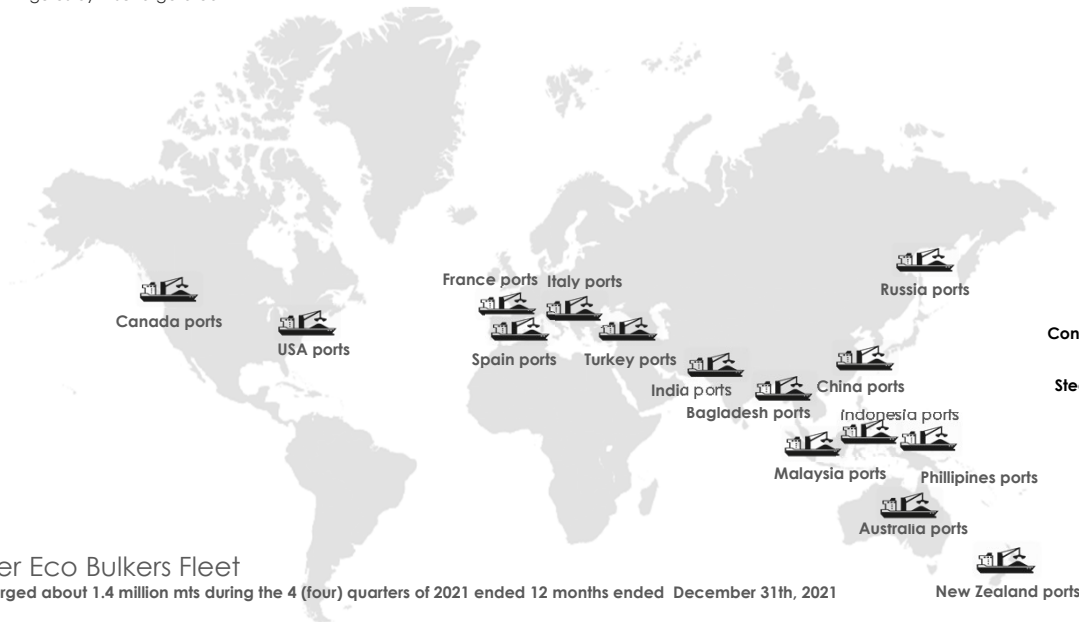 France ports Italy ports
Russia ports
Canada ports
USA ports
Con
Spain ports Turkey ports
India ports China ports
Stee
Bagladesh ports Indonesia ports
Malaysia ports Phillipines ports
Australia ports
er Eco Bulkers Fleet
rged about 1.4 million mts during the 4 (four) quarters of 2021 ended 12 months ended December 31th, 2021
New Zealand ports